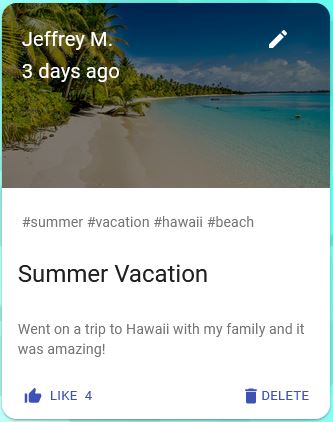 Jeffrey M.
3 days ago
#summer #vacation #hawaii #beach
Summer Vacation
Went on a trip to Hawaii with my family and it
was amazing!
LIKE 4 DELETE